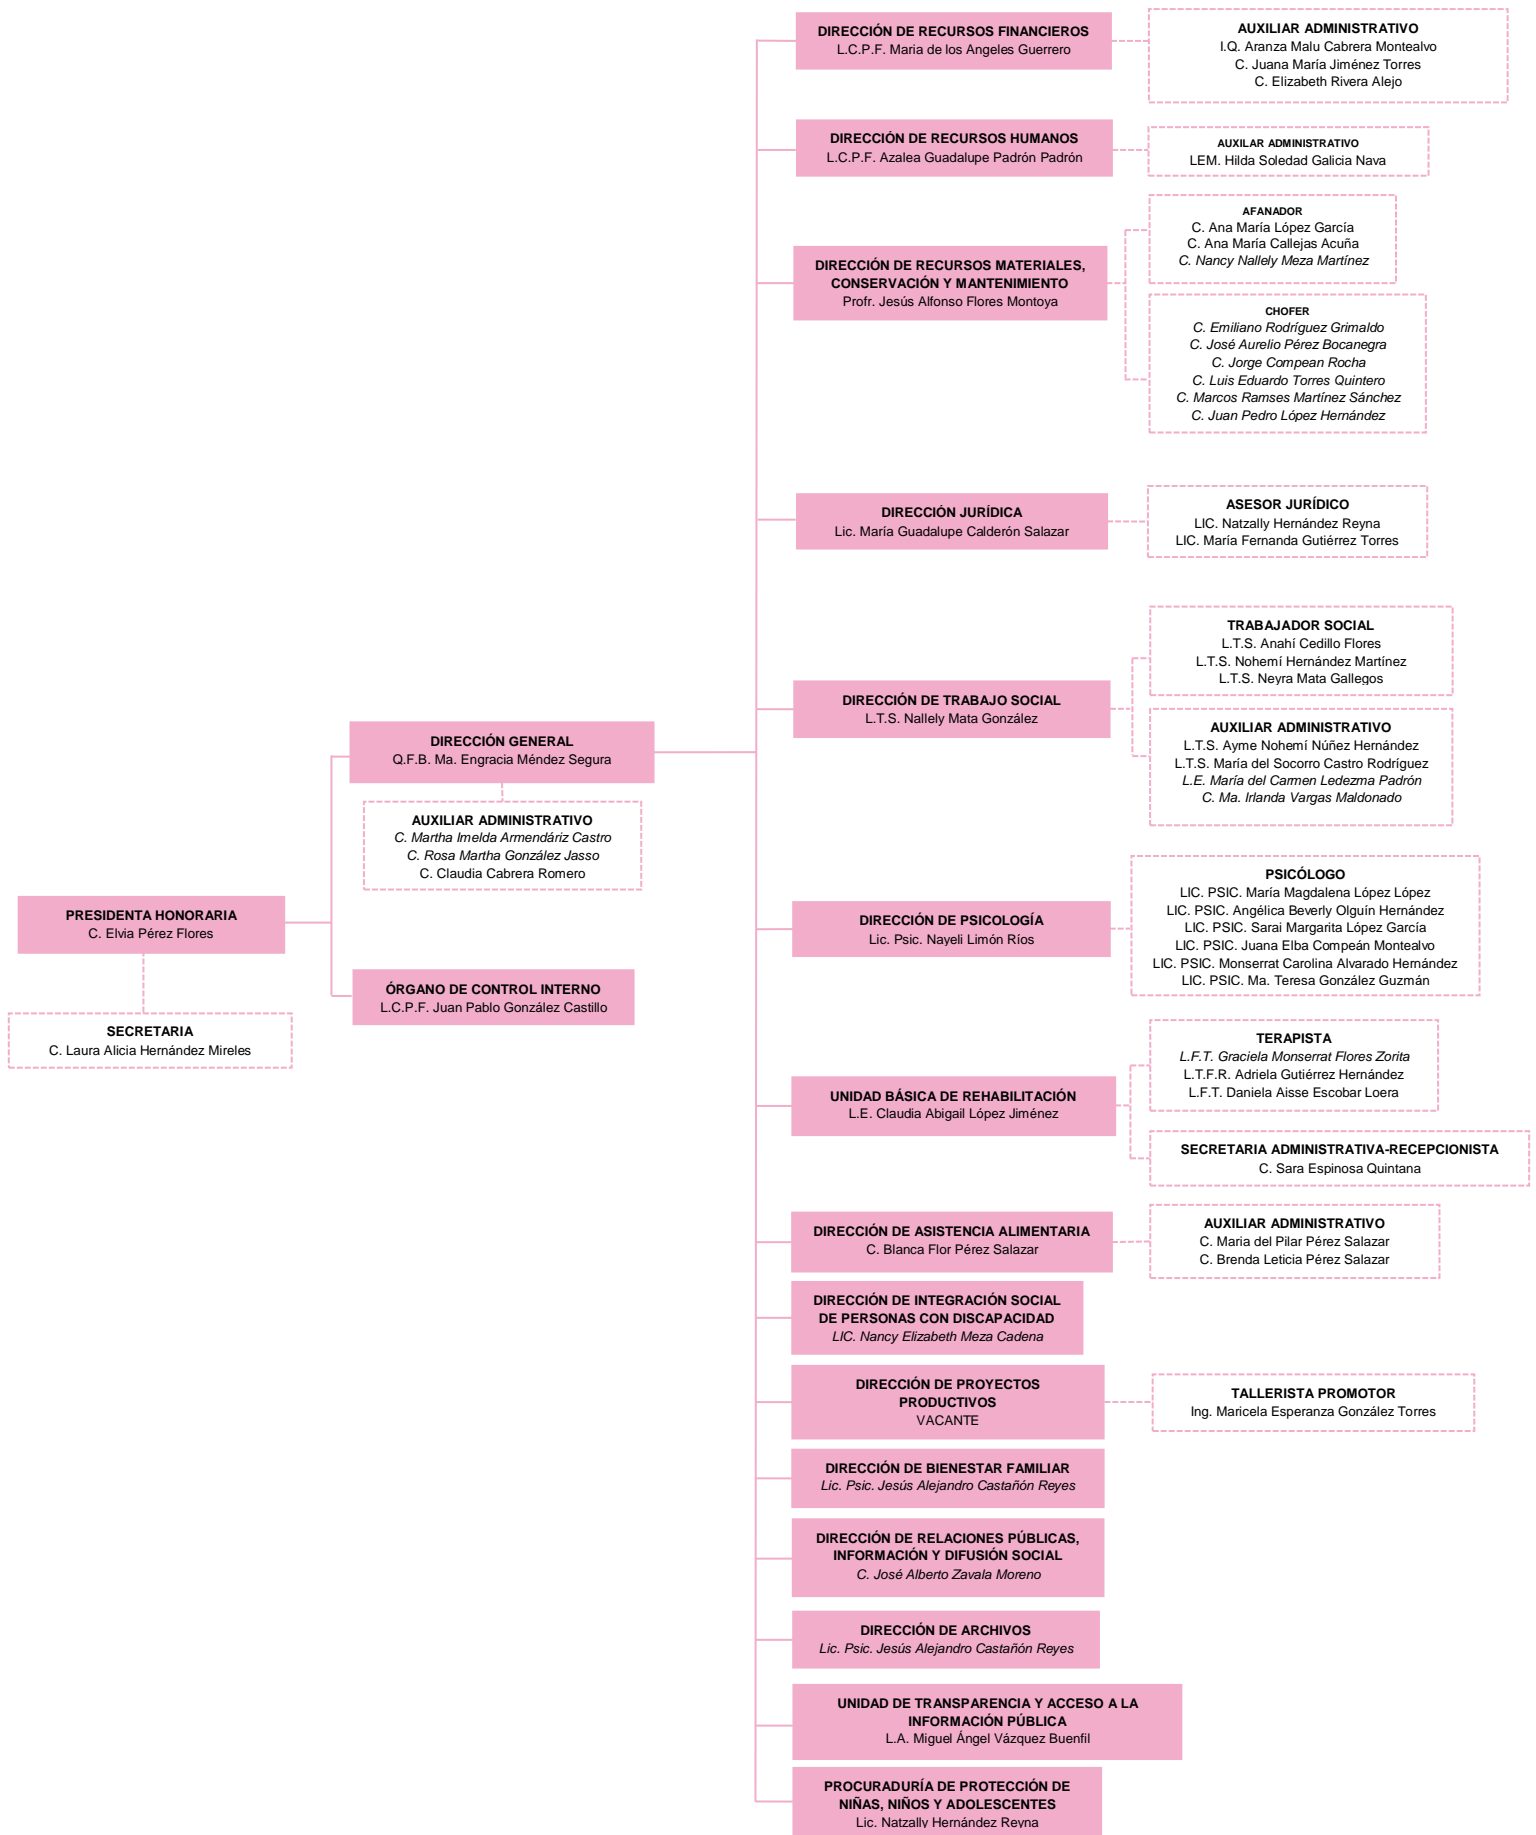 PRESIDENTA HONORARIA
C. Elvia Pérez Flores
SECRETARIA
C. Laura Alicia Hernández Mireles
DIRECCIÓN GENERAL
Q.F.B. Ma. Engracia Méndez Segura
AUXILIAR ADMINISTRATIVO
C. Martha Imelda Armendáriz Castro
C. Rosa Martha González Jasso
C. Claudia Cabrera Romero
ÓRGANO DE CONTROL INTERNO
L.C.P.F. Juan Pablo González Castillo
DIRECCIÓN DE RECURSOS FINANCIEROS
L.C.P.F. Maria de los Angeles Guerrero
AUXILIAR ADMINISTRATIVO
I.Q. Aranza Malu Cabrera Montealvo
C. Juana María Jiménez Torres
C. Elizabeth Rivera Alejo
DIRECCIÓN DE RECURSOS HUMANOS
L.C.P.F. Azalea Guadalupe Padrón Padrón
AUXILAR ADMINISTRATIVO
LEM. Hilda Soledad Galicia Nava
DIRECCIÓN DE RECURSOS MATERIALES,
CONSERVACIÓN Y MANTENIMIENTO
Profr. Jesús Alfonso Flores Montoya
AFANADOR
C. Ana María López García
C. Ana María Callejas Acuña
C. Nancy Nallely Meza Martínez
CHOFER
C. Emiliano Rodríguez Grimaldo
C. José Aurelio Pérez Bocanegra
C. Jorge Compean Rocha
C. Luis Eduardo Torres Quintero
C. Marcos Ramses Martínez Sánchez
C. Juan Pedro López Hernández
DIRECCIÓN JURÍDICA
Lic. María Guadalupe Calderón Salazar
ASESOR JURÍDICO
LIC. Natzally Hernández Reyna
LIC. María Fernanda Gutiérrez Torres
DIRECCIÓN DE TRABAJO SOCIAL
L.T.S. Nallely Mata González
TRABAJADOR SOCIAL
L.T.S. Anahí Cedillo Flores
L.T.S. Nohemí Hernández Martínez
L.T.S. Neyra Mata Gallegos
AUXILIAR ADMINISTRATIVO
L.T.S. Ayme Nohemí Núñez Hernández
L.T.S. María del Socorro Castro Rodríguez
L.E. María del Carmen Ledezma Padrón
C. Ma. Irlanda Vargas Maldonado
DIRECCIÓN DE PSICOLOGÍA
Lic. Psic. Nayeli Limón Ríos
PSICÓLOGO
LIC. PSIC. María Magdalena López López
LIC. PSIC. Angélica Beverly Olguín Hernández
LIC. PSIC. Sarai Margarita López García
LIC. PSIC. Juana Elba Compeán Montealvo
LIC. PSIC. Monserrat Carolina Alvarado Hernández
LIC. PSIC. Ma. Teresa González Guzmán
UNIDAD BÁSICA DE REHABILITACIÓN
L.E. Claudia Abigail López Jiménez
TERAPISTA
L.F.T. Graciela Monserrat Flores Zorita
L.T.F.R. Adriela Gutiérrez Hernández
L.F.T. Daniela Aisse Escobar Loera
SECRETARIA ADMINISTRATIVA-RECEPCIONISTA
C. Sara Espinosa Quintana
DIRECCIÓN DE ASISTENCIA ALIMENTARIA
C. Blanca Flor Pérez Salazar
AUXILIAR ADMINISTRATIVO
C. Maria del Pilar Pérez Salazar
C. Brenda Leticia Pérez Salazar
DIRECCIÓN DE INTEGRACIÓN SOCIAL
DE PERSONAS CON DISCAPACIDAD
LIC. Nancy Elizabeth Meza Cadena
DIRECCIÓN DE PROYECTOS
PRODUCTIVOS
VACANTE
TALLERISTA PROMOTOR
Ing. Maricela Esperanza González Torres
DIRECCIÓN DE BIENESTAR FAMILIAR
Lic. Psic. Jesús Alejandro Castañón Reyes
DIRECCIÓN DE RELACIONES PÚBLICAS,
INFORMACIÓN Y DIFUSIÓN SOCIAL
C. José Alberto Zavala Moreno
DIRECCIÓN DE ARCHIVOS
Lic. Psic. Jesús Alejandro Castañón Reyes
UNIDAD DE TRANSPARENCIA Y ACCESO A LA
INFORMACIÓN PÚBLICA
L.A. Miguel Ángel Vázquez Buenfil
PROCURADURÍA DE PROTECCIÓN DE
NIÑAS, NIÑOS Y ADOLESCENTES
Lic. Natzally Hernández Reyna